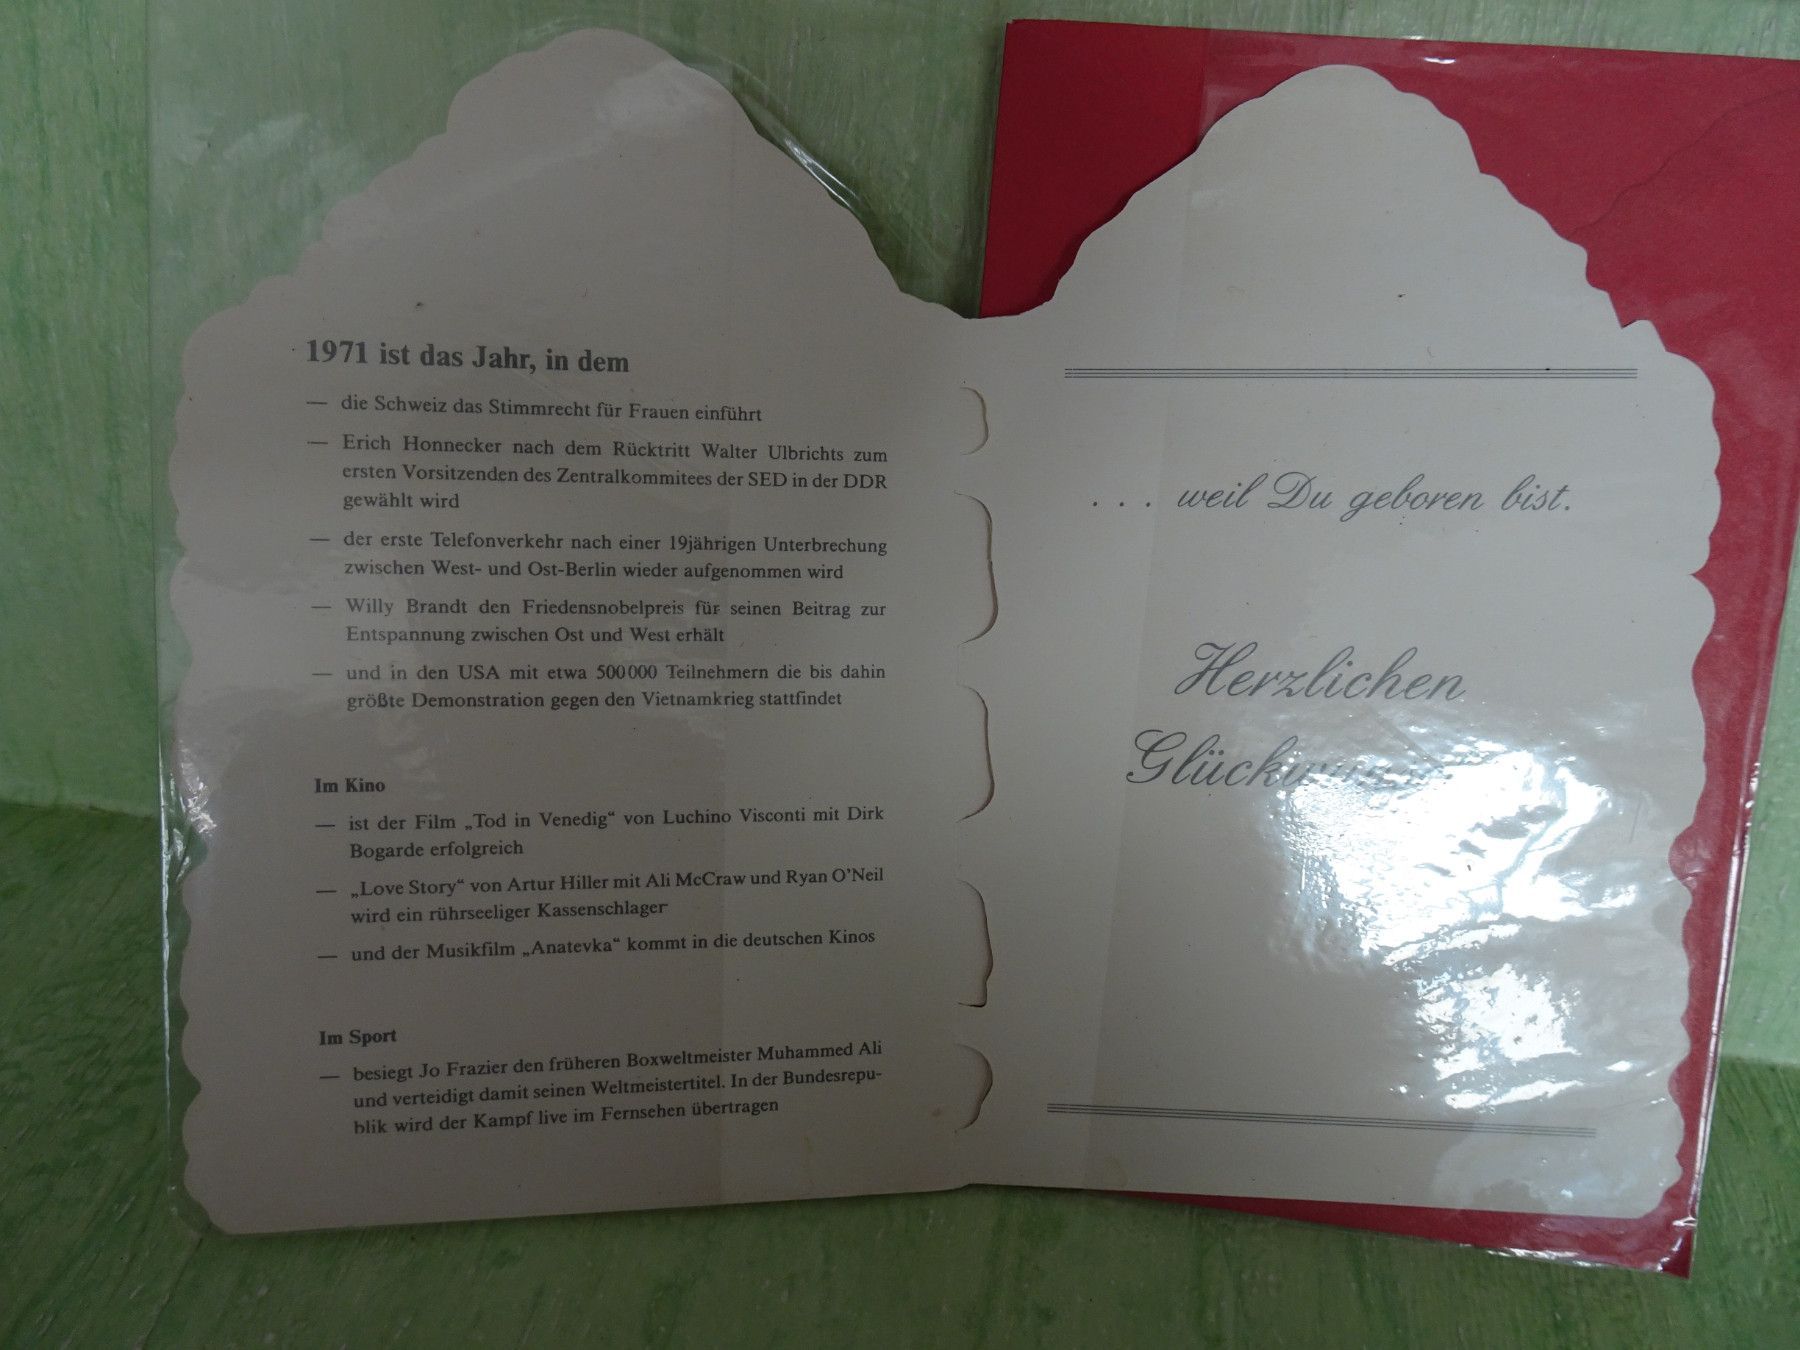 1971 ist das Jahr, in dem
— die Schweiz das Stimmrecht für Frauen einführt
— Erich Honnecker nach dem Rücktritt Walter Ulbrichts zum
ersten Vorsitzenden des Zentralkommitees der SED in der DDR
gewählt wird
— der erste Telefonverkehr nach einer 19jährigen Unterbrechung
zwischen West- und Ost-Berlin wieder aufgenommen wird
— Willy Brandt den Friedensnobelpreis für seinen Beitrag zur
Entspannung zwischen Ost und West erhält
— und in den USA mit etwa 500000 Teilnehmern die bis dahin
größte Demonstration gegen den Vietnamkrieg stattfindet
Im Kino
— ist der Film „Tod in Venedig“ von Luchino Visconti mit Dirk
Bogarde erfolgreich
— „Love Story“ von Artur Hiller mit Ali McCraw und Ryan O'Neil
wird ein rührseeliger Kassenschlager
— und der Musikfilm „Anatevka“ kommt in die deutschen Kinos
Im Sport
— besiegt Jo Frazier den früheren Boxweltmeister Muhammed Ali
und verteidigt damit seinen Weltmeistertitel. In der Bundesrepu-
blik wird der Kampf live im Fernsehen übertragen
. . . weil Du geboren bist.
Herzlichen